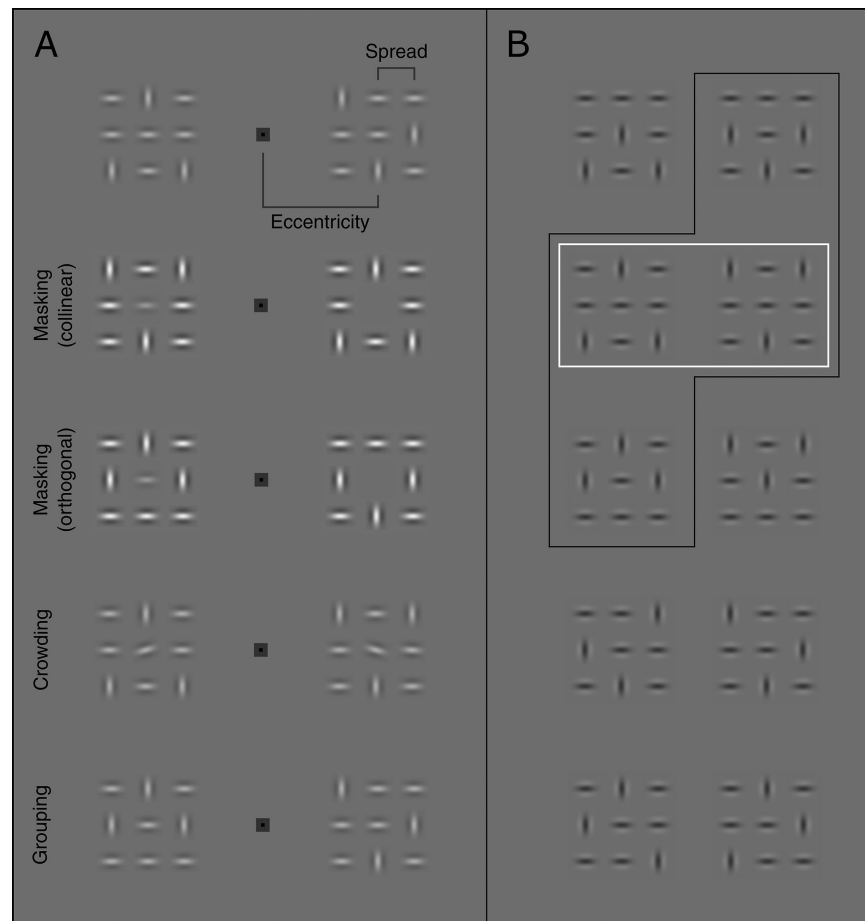 A
B
Spread
Eccentricity
Masking
(collinear)
Masking
(orthogonal)
Crowding
Grouping